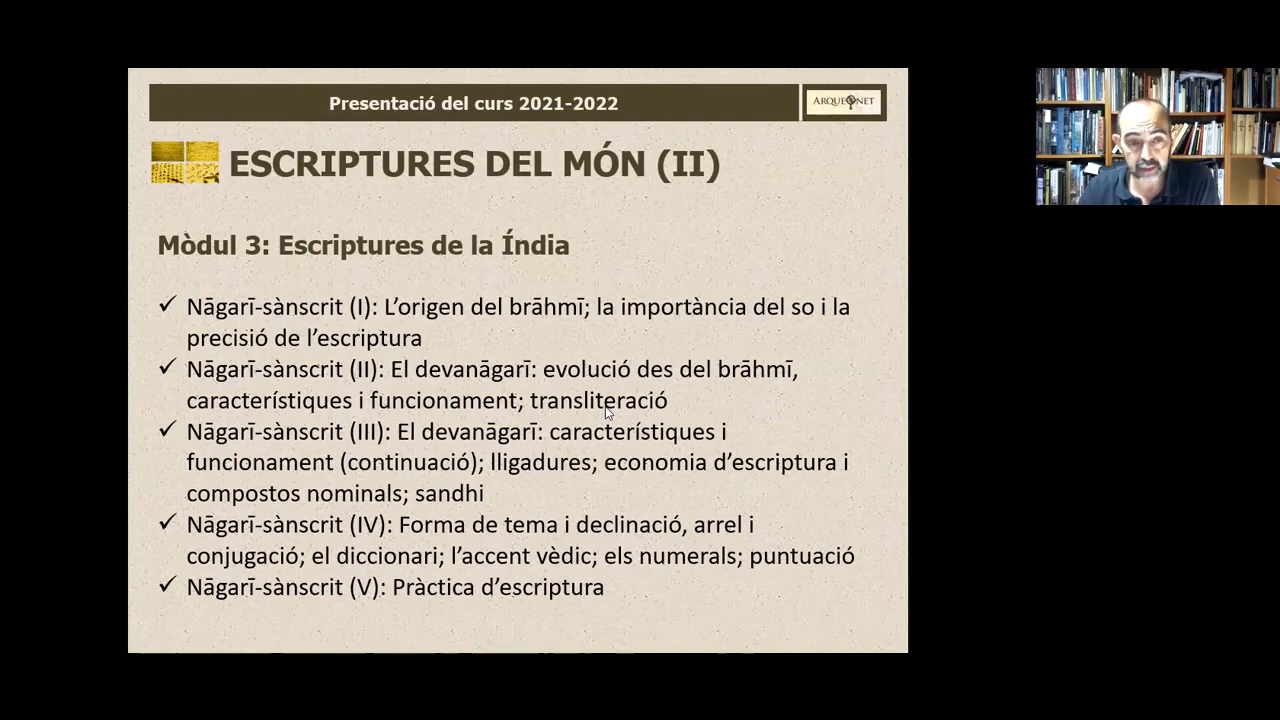 Presentació del curs 2021-2022
ARQUEONET
ESCRIPTURES DEL MÓN (II)
Mòdul 3: Escriptures de la Índia
✓ Nāgarī-sànscrit (I): L’origen del brāhmī; la importància del so i la
precisió de l’escriptura
✓ Nāgarī-sànscrit (II): El devanāgarī: evolució des del brāhmī,
característiques i funcionament; transliteració
✓ Nāgarī-sànscrit (III): El devanāgarī: característiques i
funcionament (continuació); lligadures; economia d’escriptura i
compostos nominals; sandhi
✓ Nāgarī-sànscrit (IV): Forma de tema i declinació, arrel i
conjugació; el diccionari; l’accent vèdic; els numerals; puntuació
✓ Nāgarī-sànscrit (V): Pràctica d’escriptura